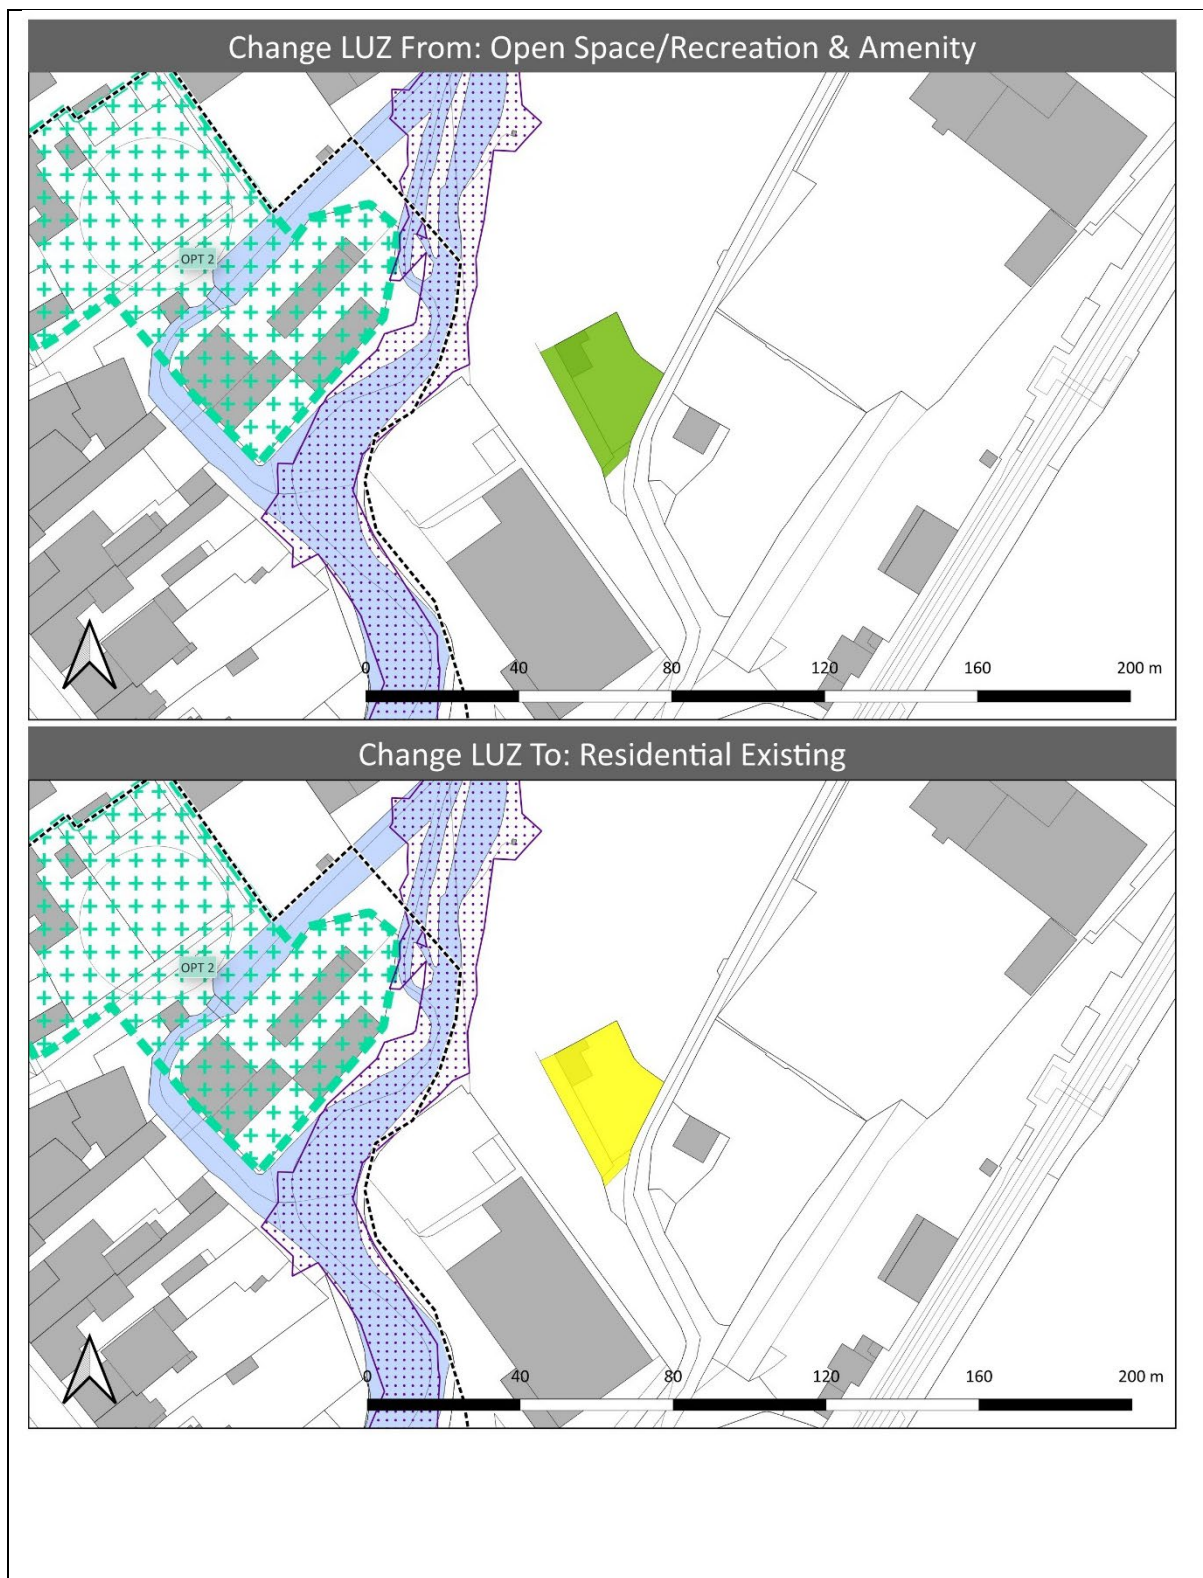 Change LUZ From: Open Space/Recreation & Amenity
OPT 2
0 40 80 120 160 200 m
Change LUZ To: Residential Existing
OPT 2
0 40 80 120 160 200 m